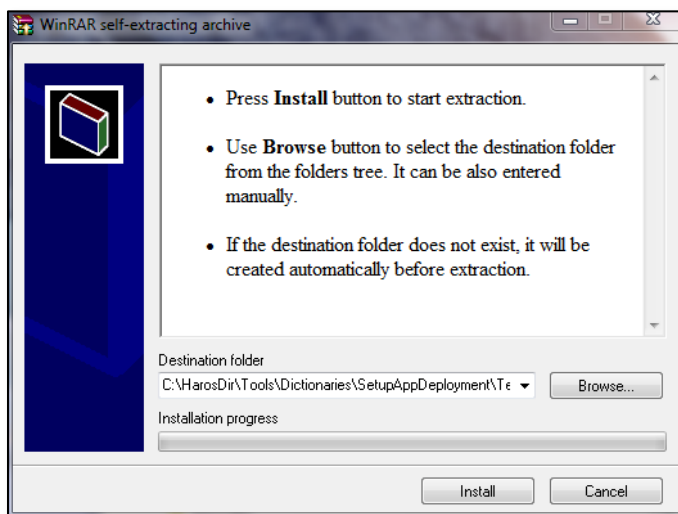 WinRAR self-extracting archive
Press Install button to start extraction.
Use Browse button to select the destination folder
from the folders tree. It can be also entered
manually.
If the destination folder does not exist, it will be
created automatically before extraction.
Destination folder
C:\HarosDir\Tools\Dictionaries\SetupAppDeployment\Te
Browse...
Installation progress
Install
Cancel